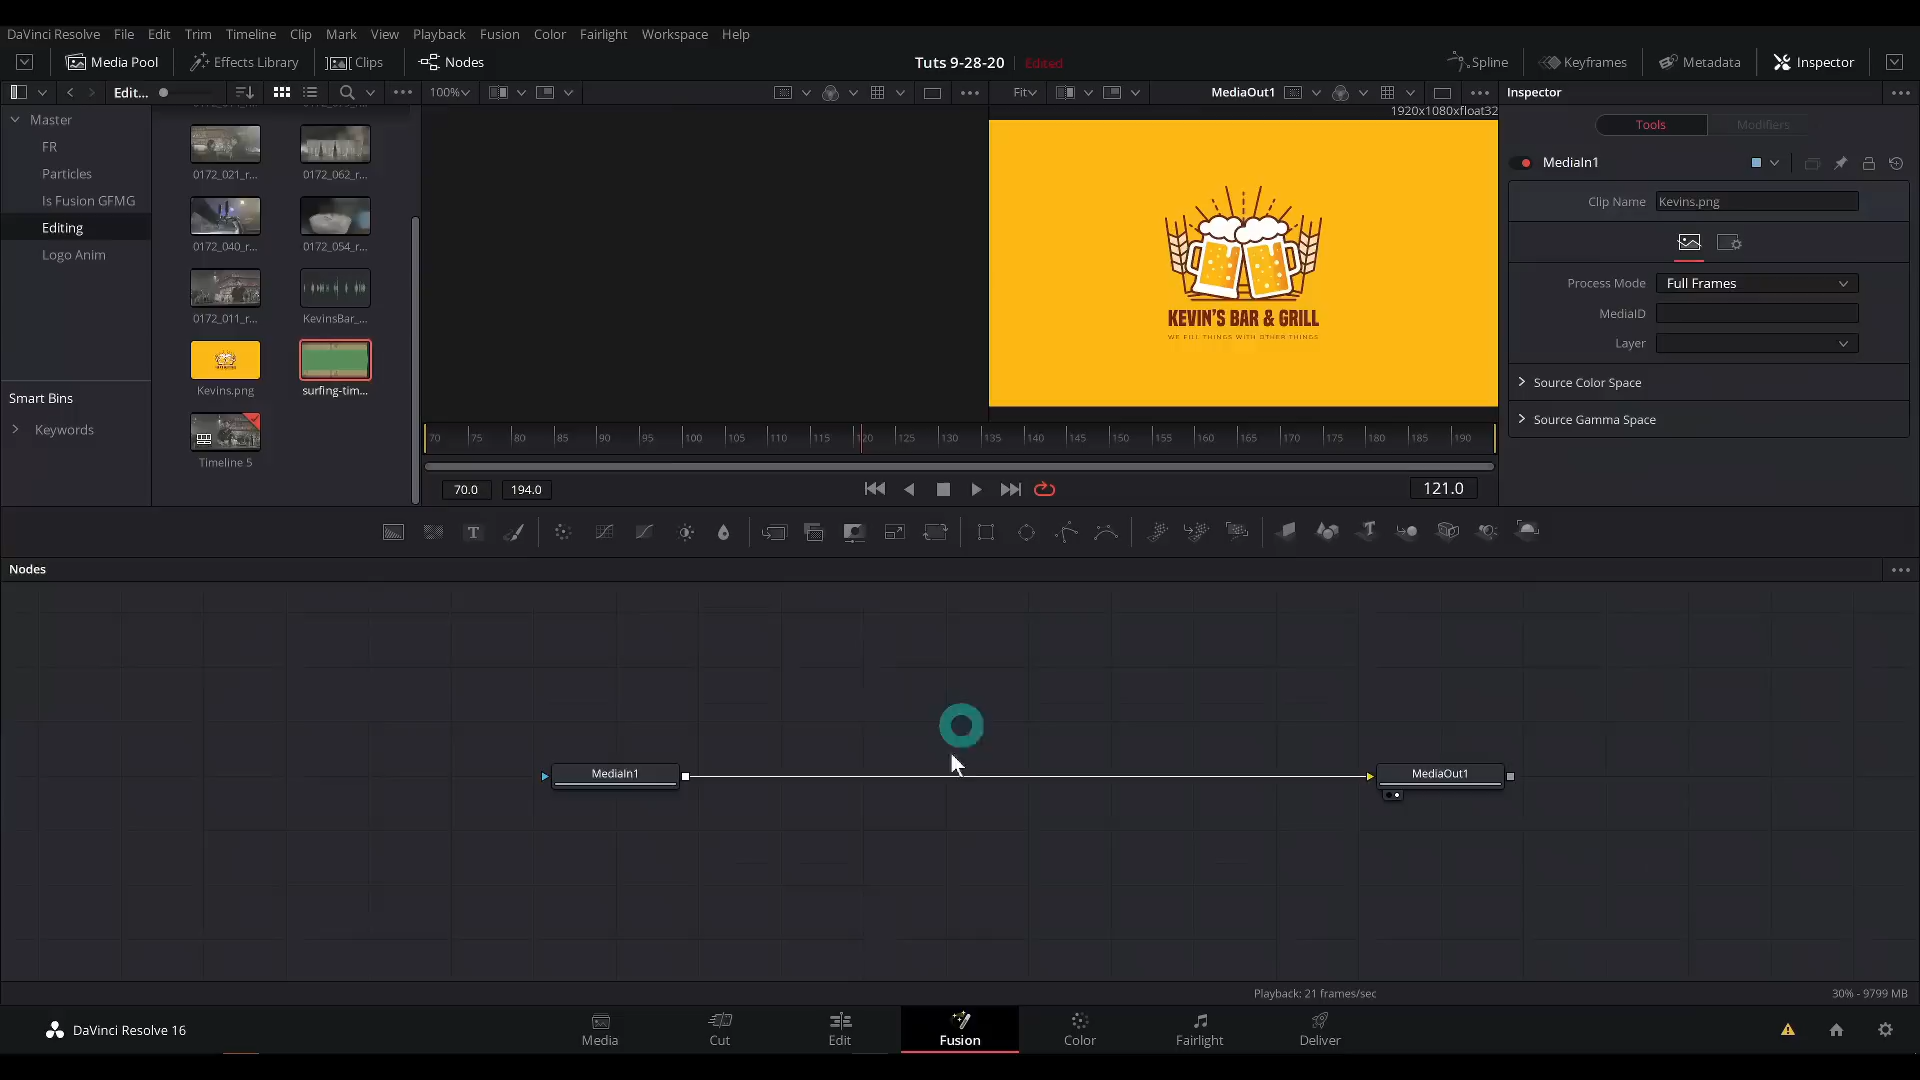 DaVinci Resolve File Edit Trim Timeline Clip Mark View Playback Fusion Color Fairlight Workspace Help
Media Pool Effects Library Clips Nodes Tuts 9-28-20 Edited Spline Keyframes Metadata Inspector
Edit... 100% Fit MediaOut1 Inspector
1920x1080xfloat32
Master
FR
Particles
Is Fusion GFMG
Editing
Logo Anim
Smart Bins
Keywords
0172_021_r... 0172_062_r...
0172_040_r... 0172_054_r...
0172_011_r... KevinsBar_...
Kevins.png surfing-tim...
Timeline 5
KEVIN'S BAR & GRILL
WE FILL THINGS WITH OTHER THINGS
Tools Modifiers
MediaIn1
Clip Name Kevins.png
Process Mode Full Frames
MediaID
Layer
Source Color Space
Source Gamma Space
70 75 80 85 90 95 100 105 110 115 120 125 130 135 140 145 150 155 160 165 170 175 180 185 190
70.0 194.0 121.0
Nodes
MediaIn1 MediaOut1
Playback: 21 frames/sec 30% - 9799 MB
DaVinci Resolve 16 Media Cut Edit Fusion Color Fairlight Deliver